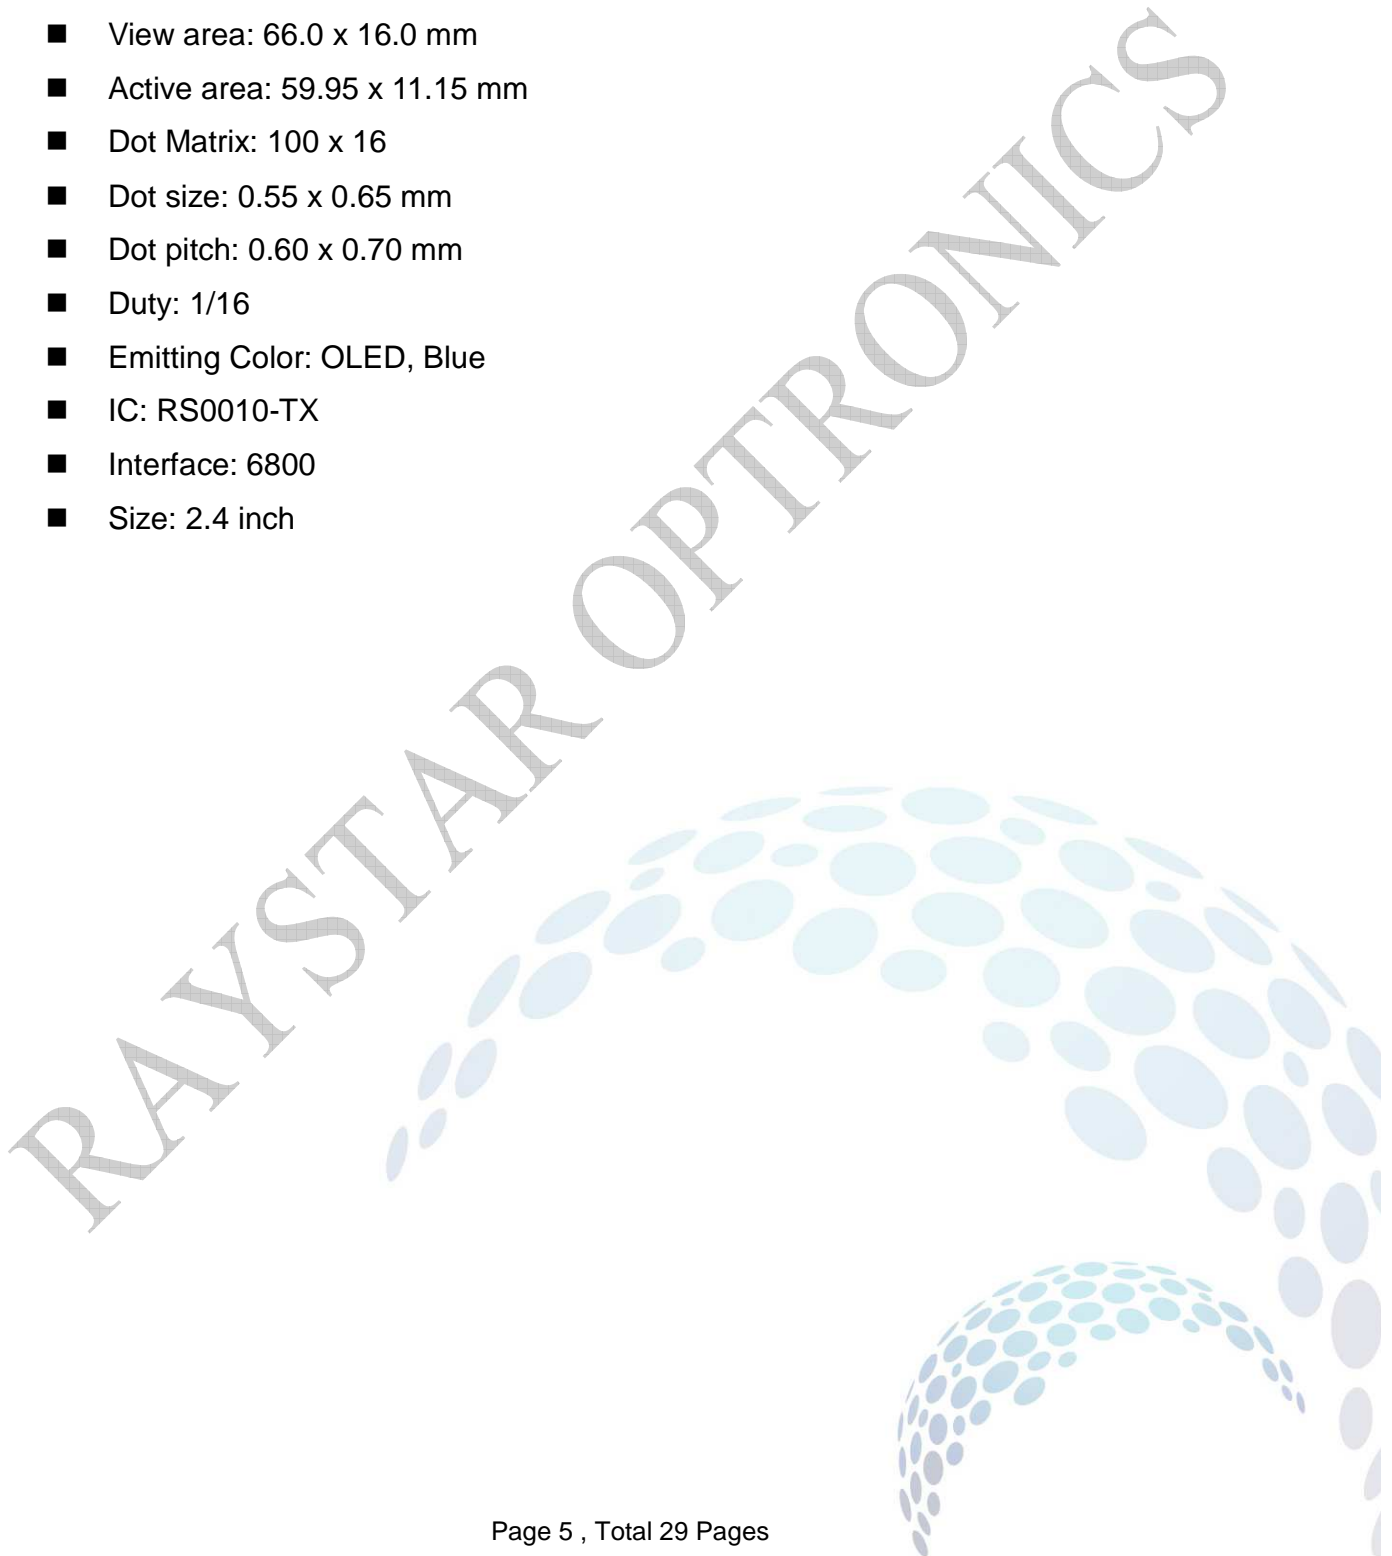 ■ View area: 66.0 x 16.0 mm
■ Active area: 59.95 x 11.15 mm
■ Dot Matrix: 100 x 16
■ Dot size: 0.55 x 0.65 mm
■ Dot pitch: 0.60 x 0.70 mm
■ Duty: 1/16
■ Emitting Color: OLED, Blue
■ IC: RS0010-TX
■ Interface: 6800
■ Size: 2.4 inch
RAYSTAR OPTRONICS
Page 5 , Total 29 Pages